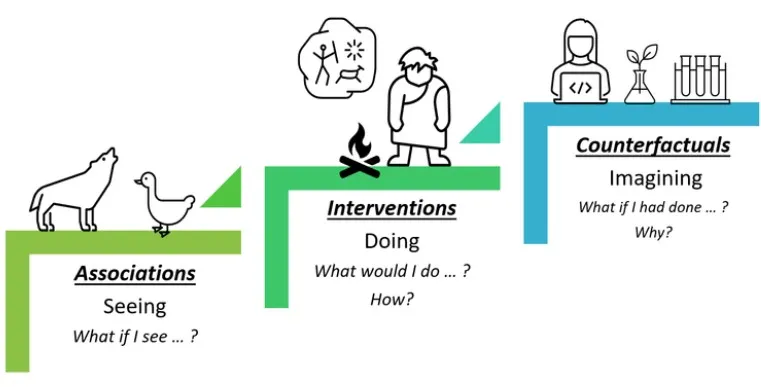 Associations
Seeing
What if I see ... ?
Interventions
Doing
What would I do ... ?
How?
</>
Counterfactuals
Imagining
What if I had done ... ?
Why?